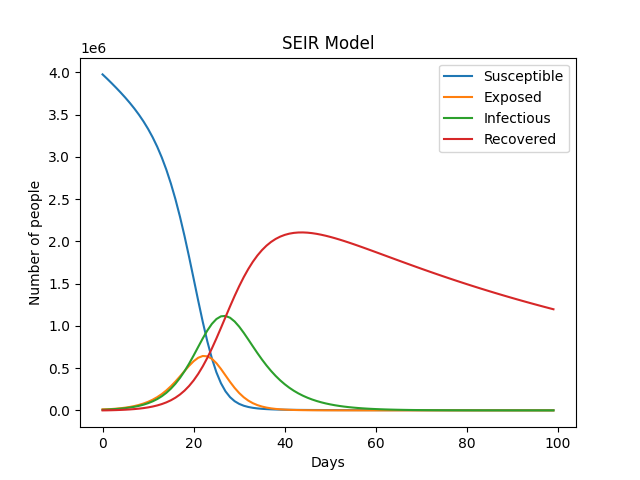 SEIR Model
1e6
Susceptible
Exposed
Infectious
Recovered
4.0
3.5
3.0
2.5
2.0
1.5
1.0
0.5
0.0
Number of people
0 20 40 60 80 100
Days